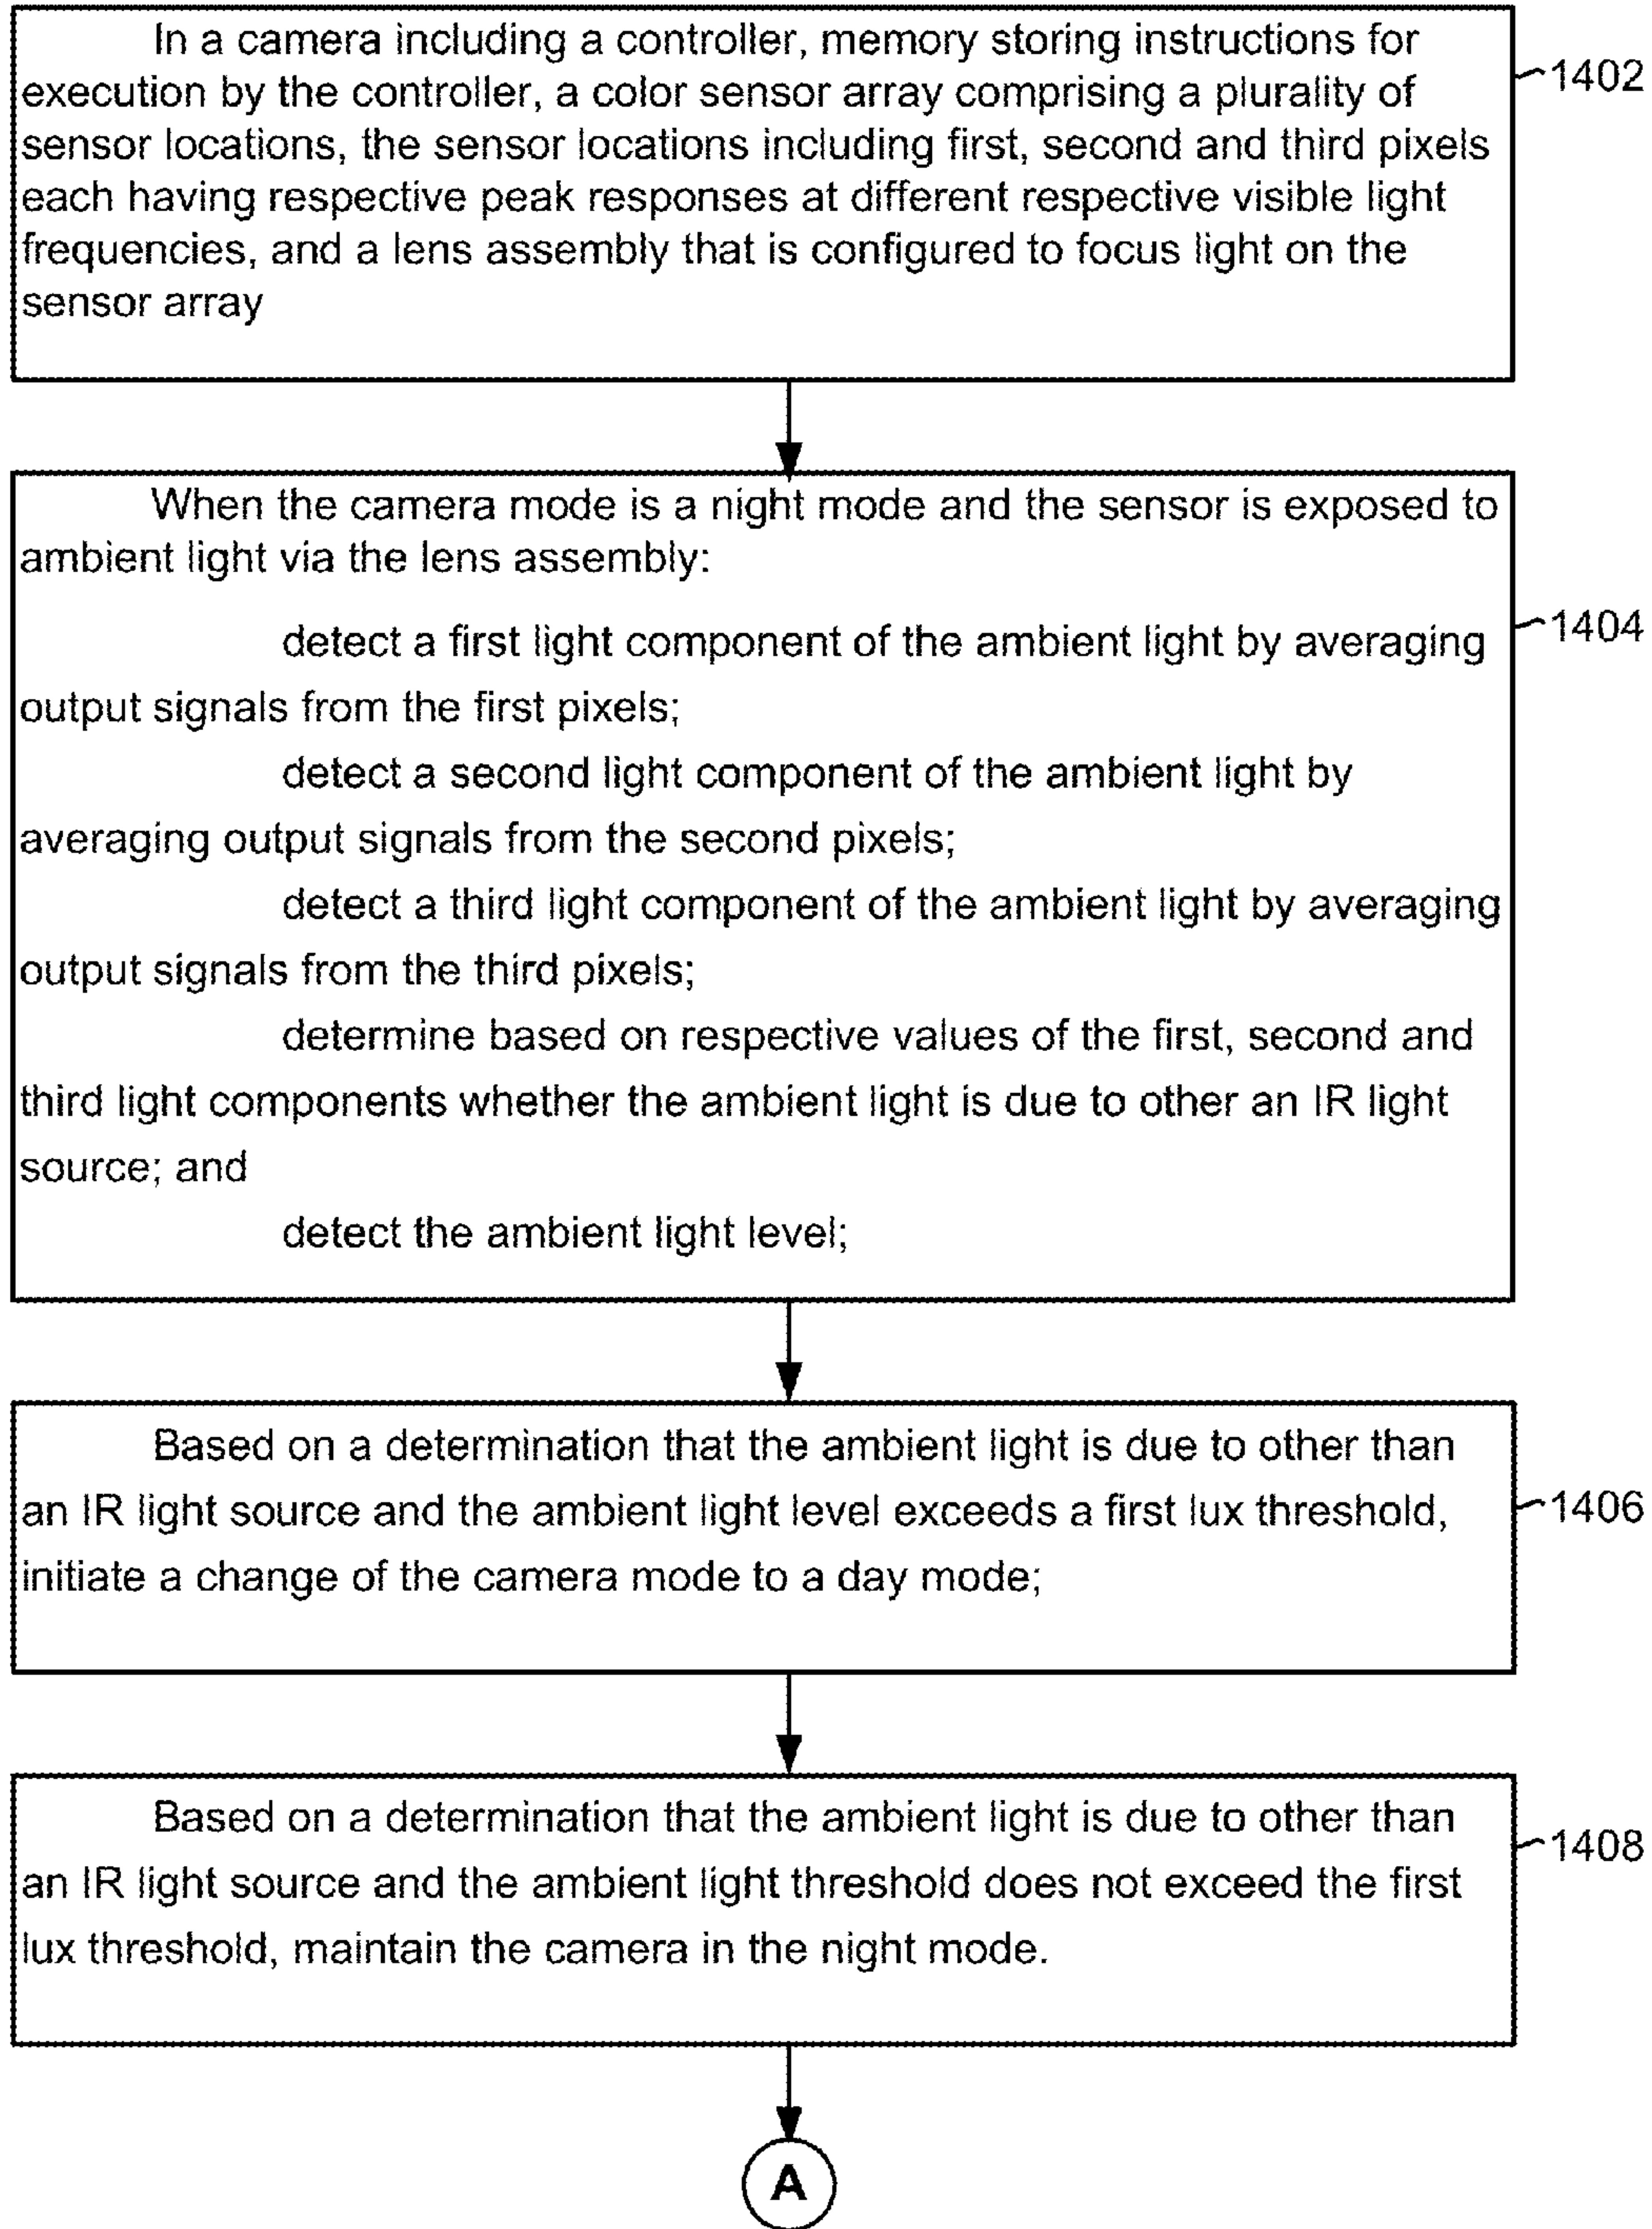 In a camera including a controller, memory storing instructions for
execution by the controller, a color sensor array comprising a plurality of
sensor locations, the sensor locations including first, second and third pixels
each having respective peak responses at different respective visible light
frequencies, and a lens assembly that is configured to focus light on the
sensor array
1402
When the camera mode is a night mode and the sensor is exposed to
ambient light via the lens assembly:
detect a first light component of the ambient light by averaging
output signals from the first pixels;
detect a second light component of the ambient light by
averaging output signals from the second pixels;
detect a third light component of the ambient light by averaging
output signals from the third pixels;
determine based on respective values of the first, second and
third light components whether the ambient light is due to other an IR light
source; and
detect the ambient light level;
1404
Based on a determination that the ambient light is due to other than
an IR light source and the ambient light level exceeds a first lux threshold,
initiate a change of the camera mode to a day mode;
1406
Based on a determination that the ambient light is due to other than
an IR light source and the ambient light threshold does not exceed the first
lux threshold, maintain the camera in the night mode.
1408
A